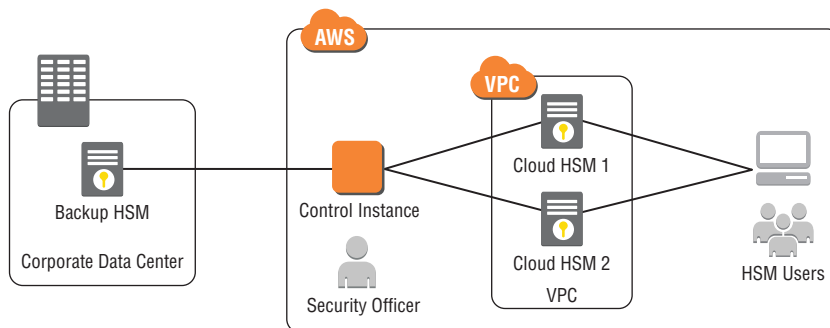 AWS
VPC
Cloud HSM 1
Backup HSM
Control Instance
Corporate Data Center
Cloud HSM 2
HSM Users
Security Officer
VPC